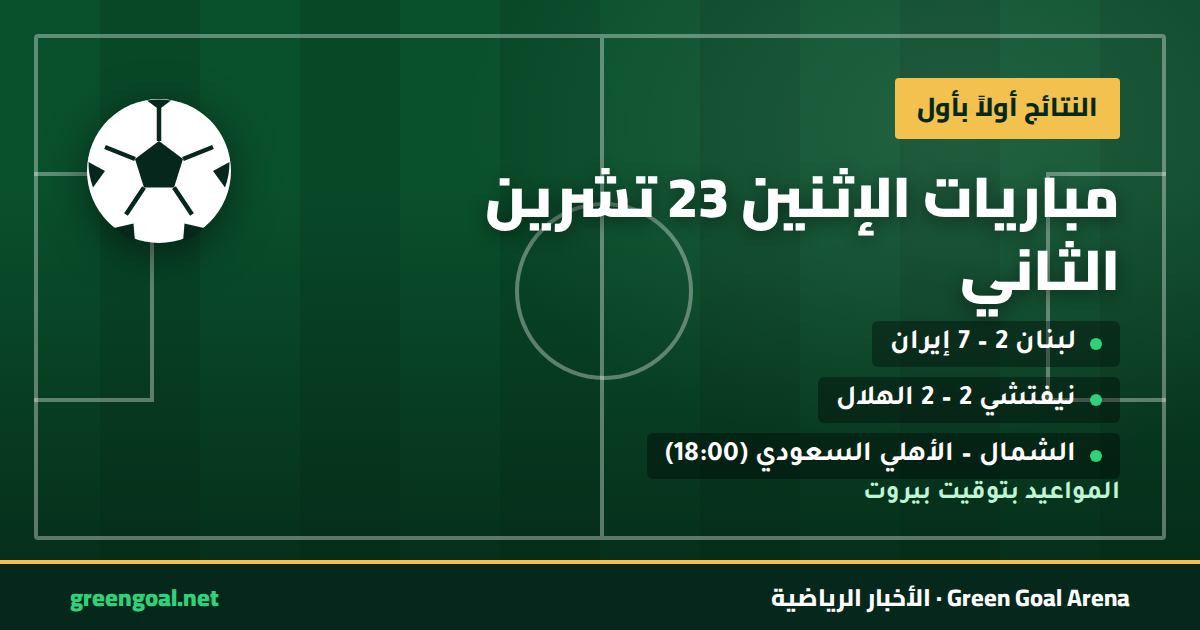 النتائج أولاً بأول
مباريات الإثنين 23 تشرين
الثاني
لبنان 2 - 7 إيران
نيفتشي 2 - 2 الهلال
الشمال - الأهلي السعودي (18:00)
المواعيد بتوقيت بيروت
Green Goal Arena · الأخبار الرياضية
greengoal.net